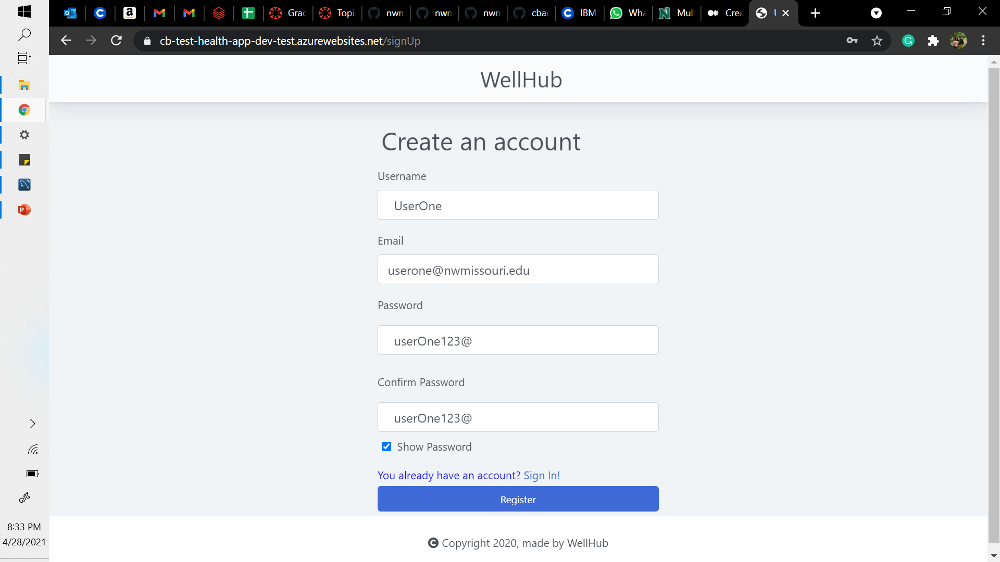 Grad
Topi
nwn
nwn
nwn
cbac
IBM
Wha
Mul
Crea
cb-test-health-app-dev-test.azurewebsites.net/signUp
WellHub
Create an account
Username
UserOne
Email
userone@nwmissouri.edu
Password
userOne123@
Confirm Password
userOne123@
Show Password
You already have an account? Sign In!
Register
Copyright 2020, made by WellHub
8:33 PM
4/28/2021